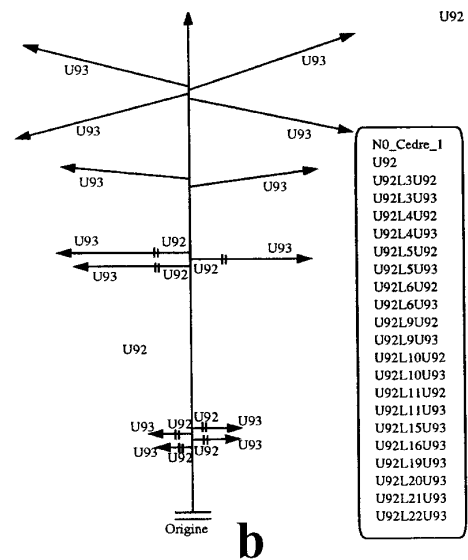 U92
U93
U93
U93
U93
U93
U93
U93
U92
U93
U93
U92
U92
U92
U93
U92
U92
U93
U93
U92
U93
U92
Origine
b
N0_Cedre_1
U92
U92L3U92
U92L3U93
U92L4U92
U92L4U93
U92L5U92
U92L5U93
U92L6U92
U92L6U93
U92L9U92
U92L9U93
U92L10U92
U92L10U93
U92L11U92
U92L11U93
U92L15U93
U92L16U93
U92L19U93
U92L20U93
U92L21U93
U92L22U93